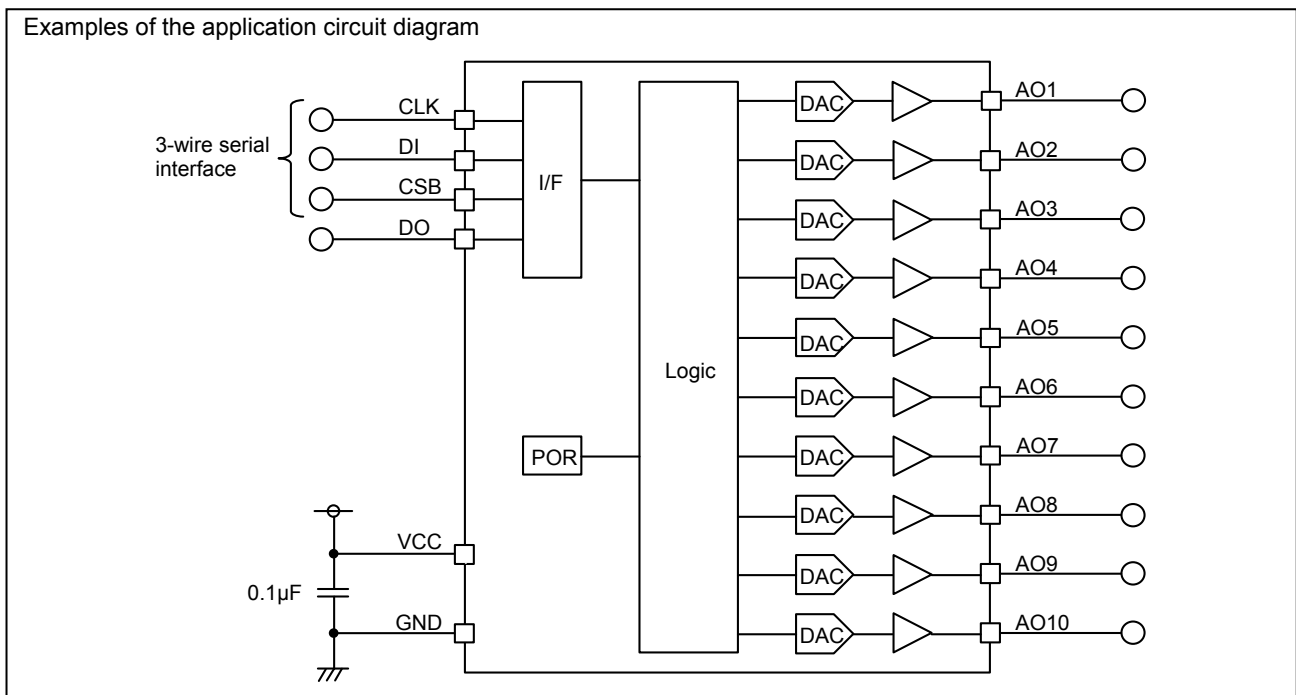 Examples of the application circuit diagram
3-wire serial
interface
CLK
DI
CSB
DO
I/F
Logic
POR
VCC
0.1µF
GND
DAC
AO1
DAC
AO2
DAC
AO3
DAC
AO4
DAC
AO5
DAC
AO6
DAC
AO7
DAC
AO8
DAC
AO9
DAC
AO10